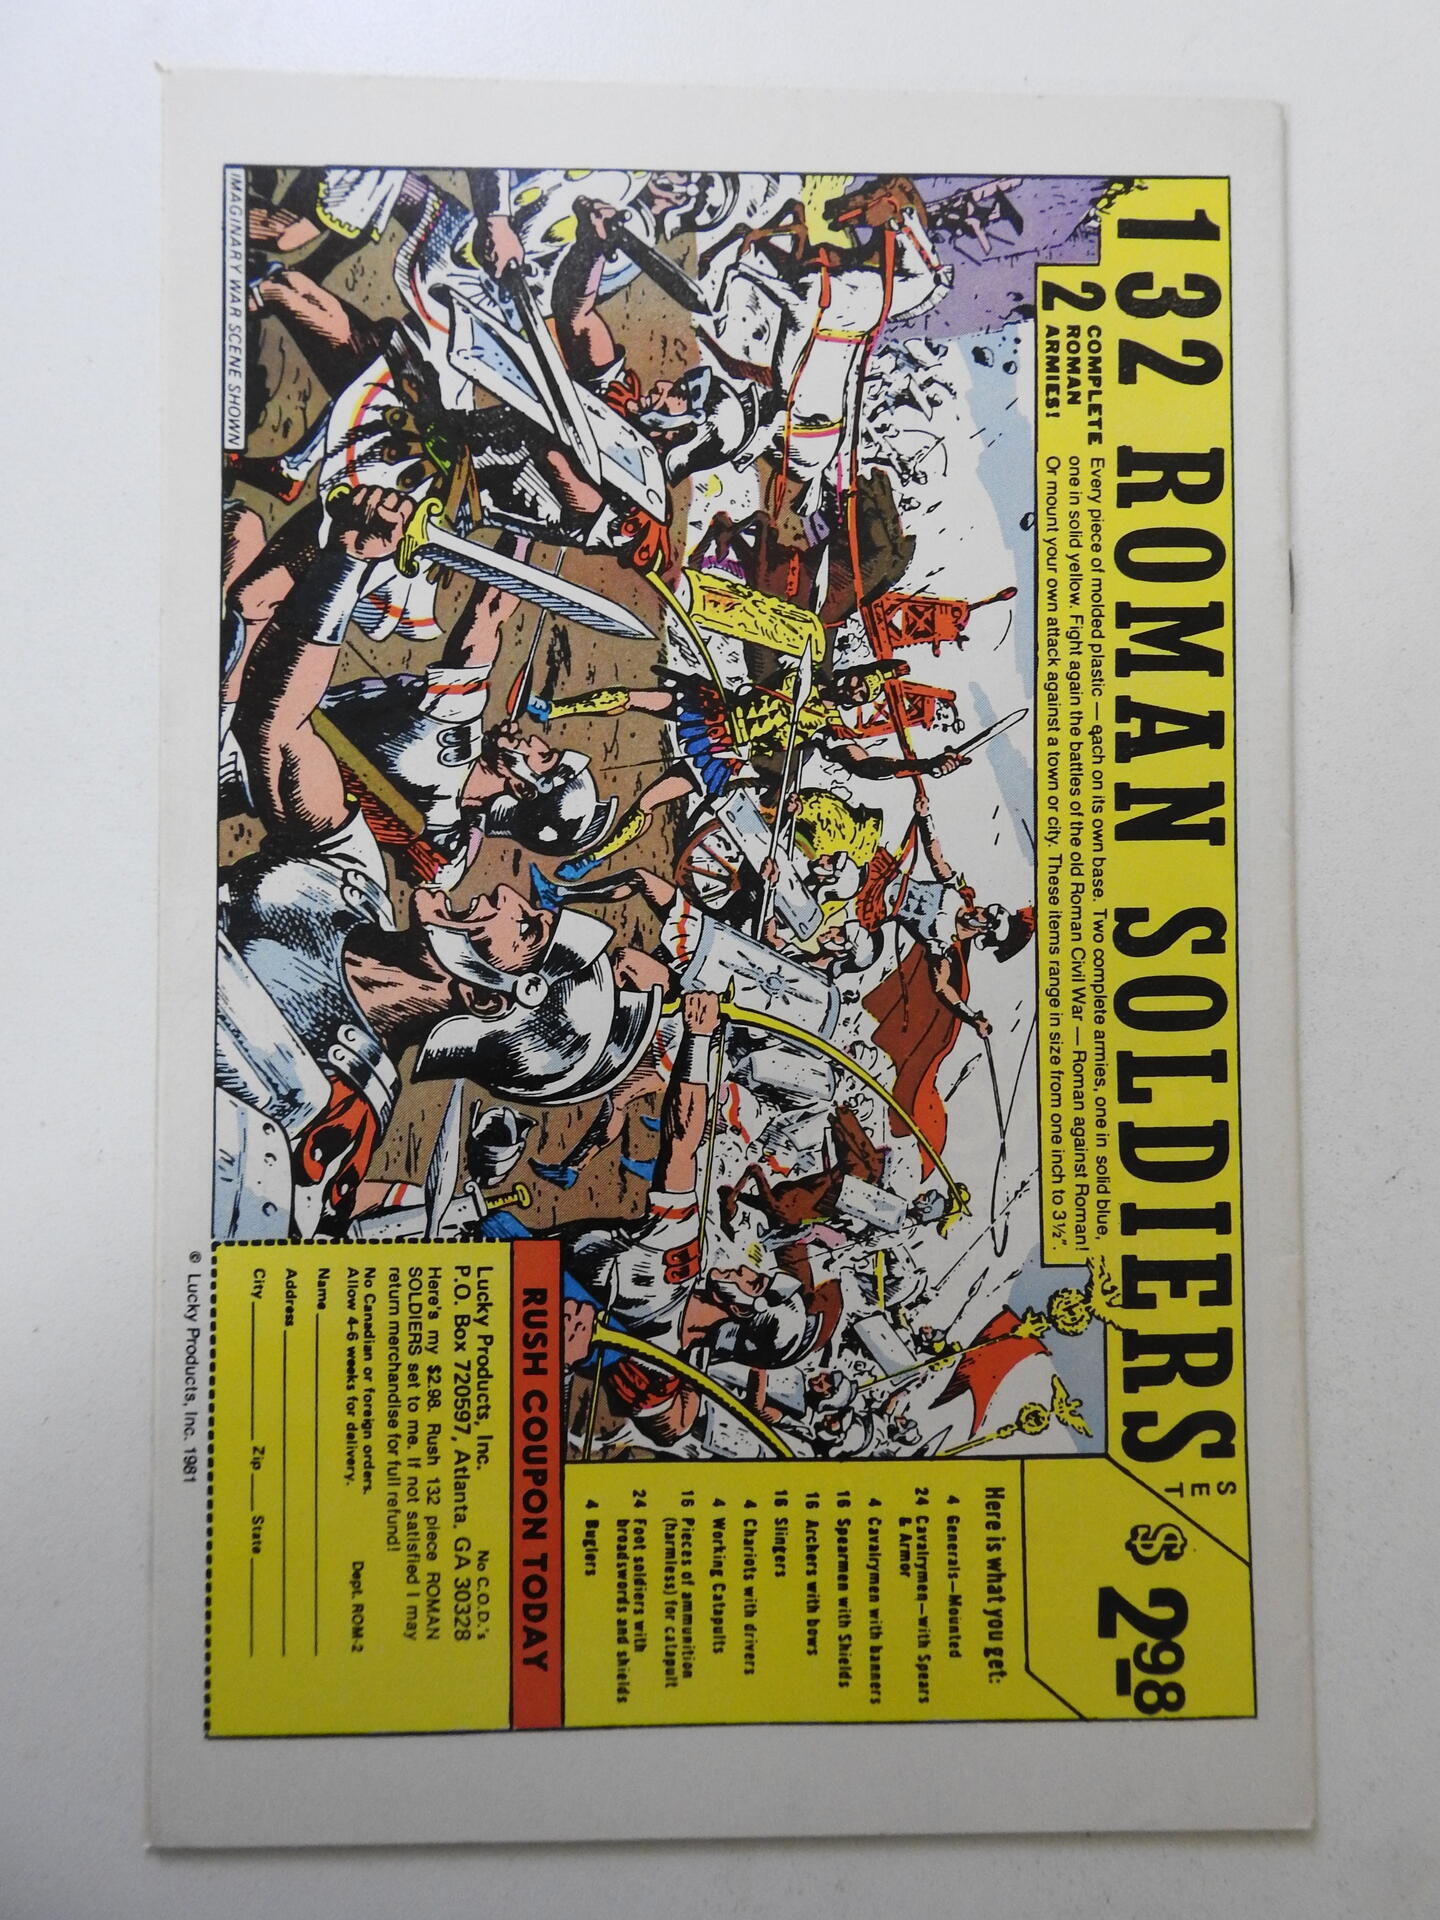 132 ROMAN SOLDIERS SET $2.98
2 COMPLETE ROMAN ARMIES!
Every piece of molded plastic — each on its own base. Two complete armies, one in solid blue,
one in solid yellow. Fight again the battles of the old Roman Civil War — Roman against Roman!
Or mount your own attack against a town or city. These items range in size from one inch to 3½".
Here is what you get:
4 Generals—Mounted
24 Cavalrymen—with Spears
& Armor
4 Cavalrymen with banners
16 Spearmen with Shields
16 Archers with bows
16 Slingers
4 Chariots with drivers
4 Working Catapults
16 Pieces of ammunition
(harmless) for catapult
24 Foot soldiers with
broadswords and shields
4 Buglers
RUSH COUPON TODAY
Lucky Products, Inc. No C.O.D.'s
P.O. Box 720597, Atlanta, GA 30328
Here's my $2.98. Rush 132 piece ROMAN
SOLDIERS set to me. If not satisfied I may
return merchandise for full refund!
No Canadian or foreign orders. Dept. ROM-2
Allow 4-6 weeks for delivery.
Name
Address
City Zip State
IMAGINARY WAR SCENE SHOWN
© Lucky Products, Inc. 1981